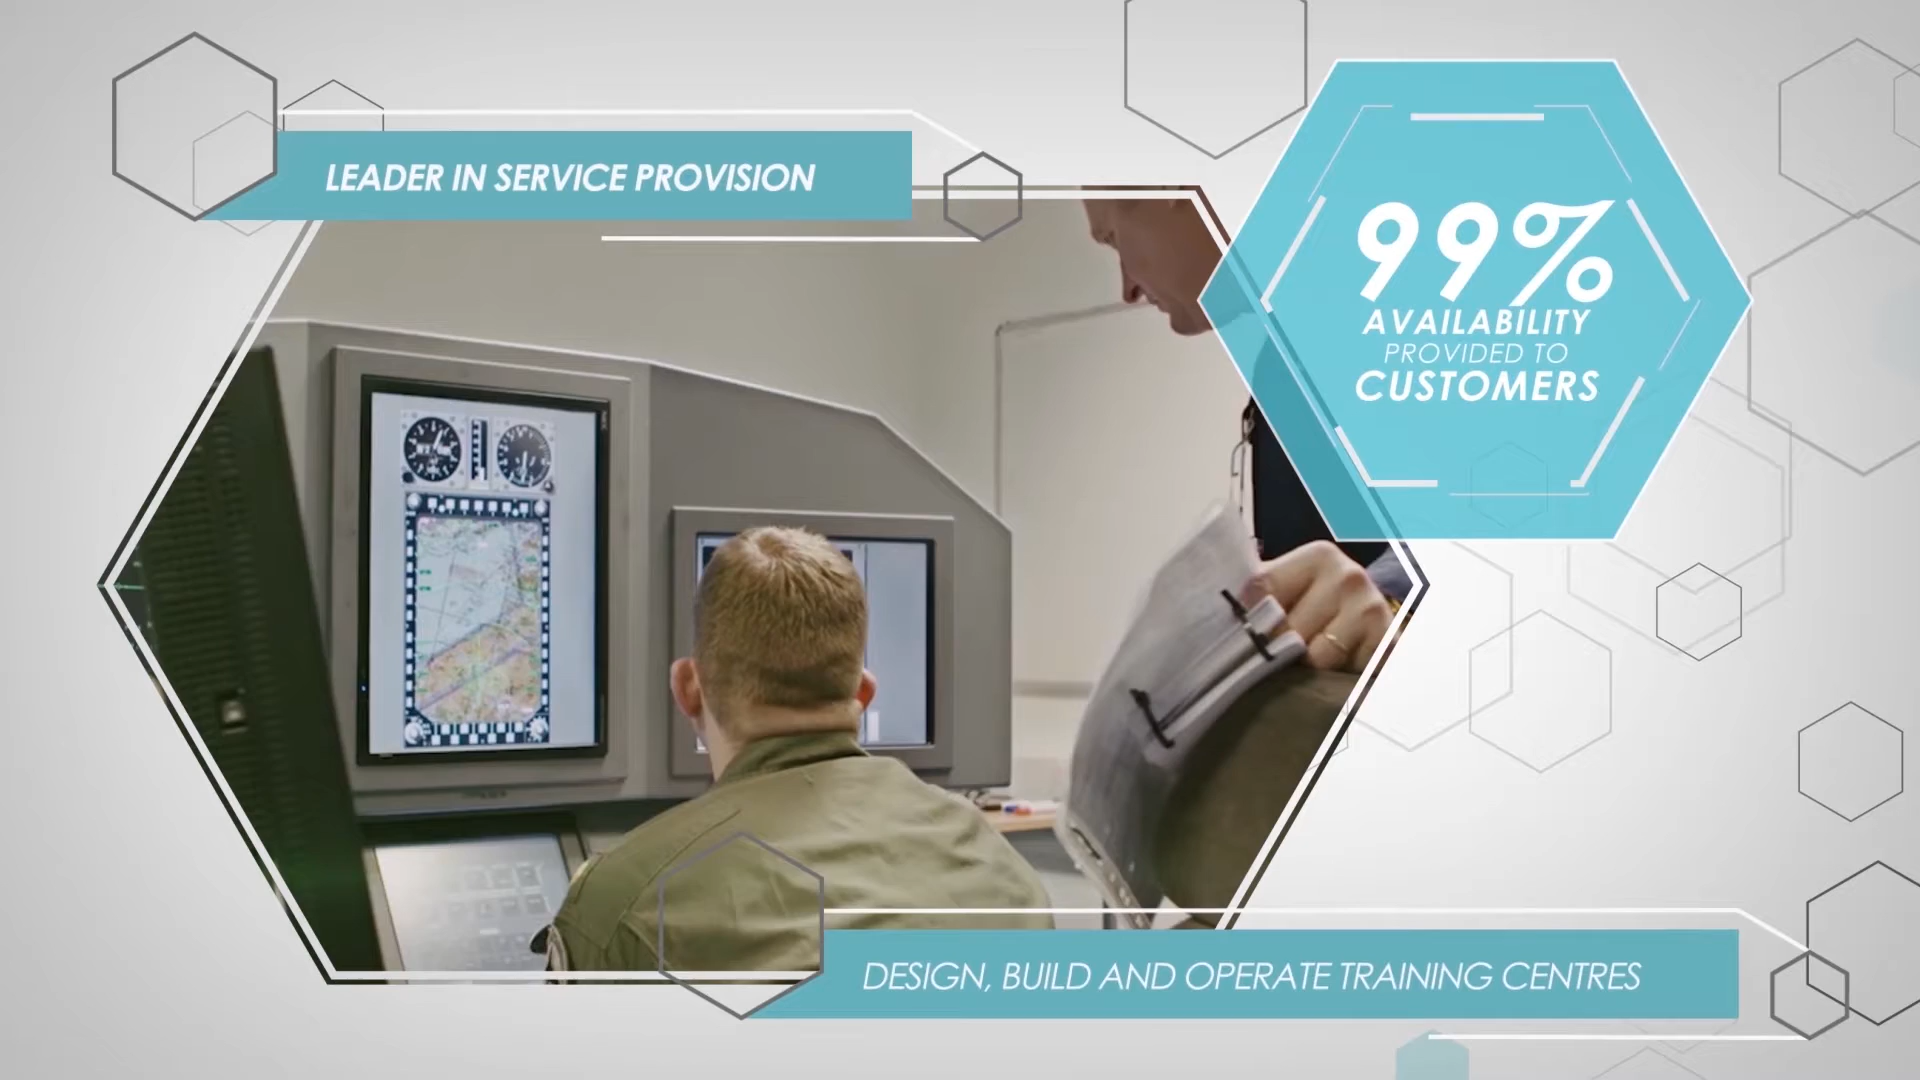 LEADER IN SERVICE PROVISION
99%
AVAILABILITY
PROVIDED TO
CUSTOMERS
DESIGN, BUILD AND OPERATE TRAINING CENTRES